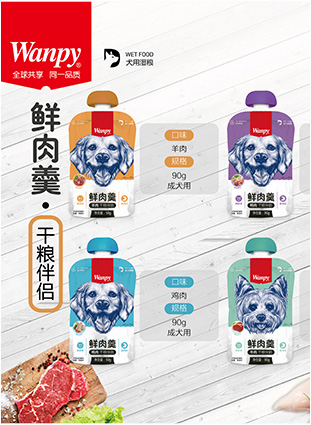 Wanpy®
全球共享 同一品质
WET FOOD
犬用湿粮
鲜肉羹
干粮伴侣
Wanpy
鲜肉羹
口味
羊肉
规格
90g
成犬用
Wanpy
鲜肉羹
Wanpy
鲜肉羹
口味
鸡肉
规格
90g
成犬用
Wanpy
鲜肉羹